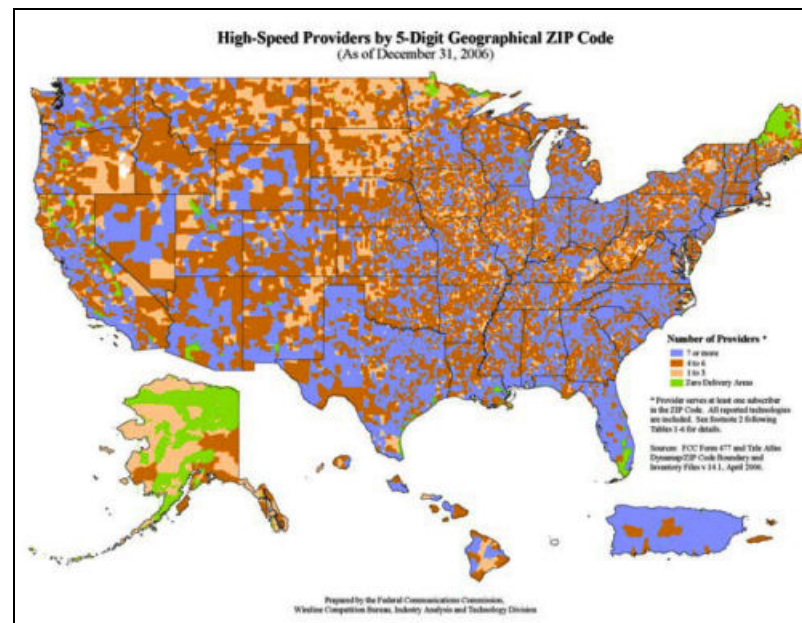 High-Speed Providers by 5-Digit Geographical ZIP Code
(As of December 31, 2006)
Number of Providers *
7 or more
4 to 6
1 to 3
Zero Delivery Areas
* Provider serves at least one subscriber
in the ZIP Code. All reported technologies
are included. See footnote 2 following
Tables 1-6 for details.
Sources: FCC Form 477 and Tele Atlas
Dynamap/ZIP Code Boundary and
Inventory Files v 14.1, April 2006.
Prepared by the Federal Communications Commission,
Wireline Competition Bureau, Industry Analysis and Technology Division